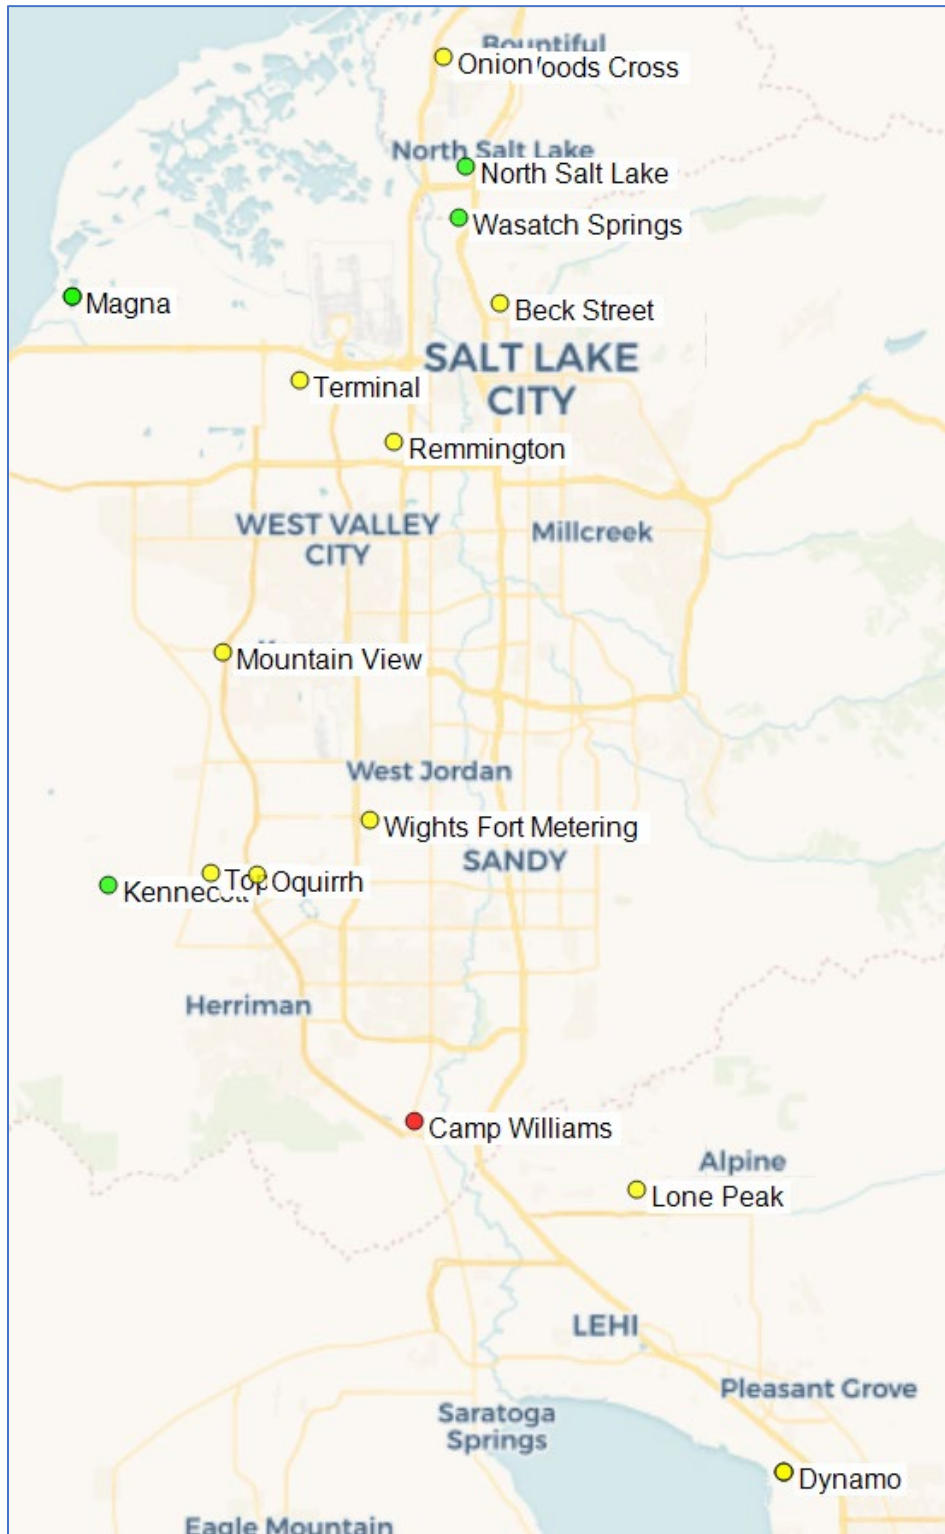 Bountiful
Onion
Woods Cross
North Salt Lake
North Salt Lake
Wasatch Springs
Magna
Beck Street
SALT LAKE
CITY
Terminal
Remmington
WEST VALLEY
CITY
Millcreek
Mountain View
West Jordan
Wights Fort Metering
SANDY
Oquirrh
Kennecott
Herriman
Camp Williams
Alpine
Lone Peak
LEHI
Pleasant Grove
Saratoga
Springs
Dynamo
Eagle Mountain